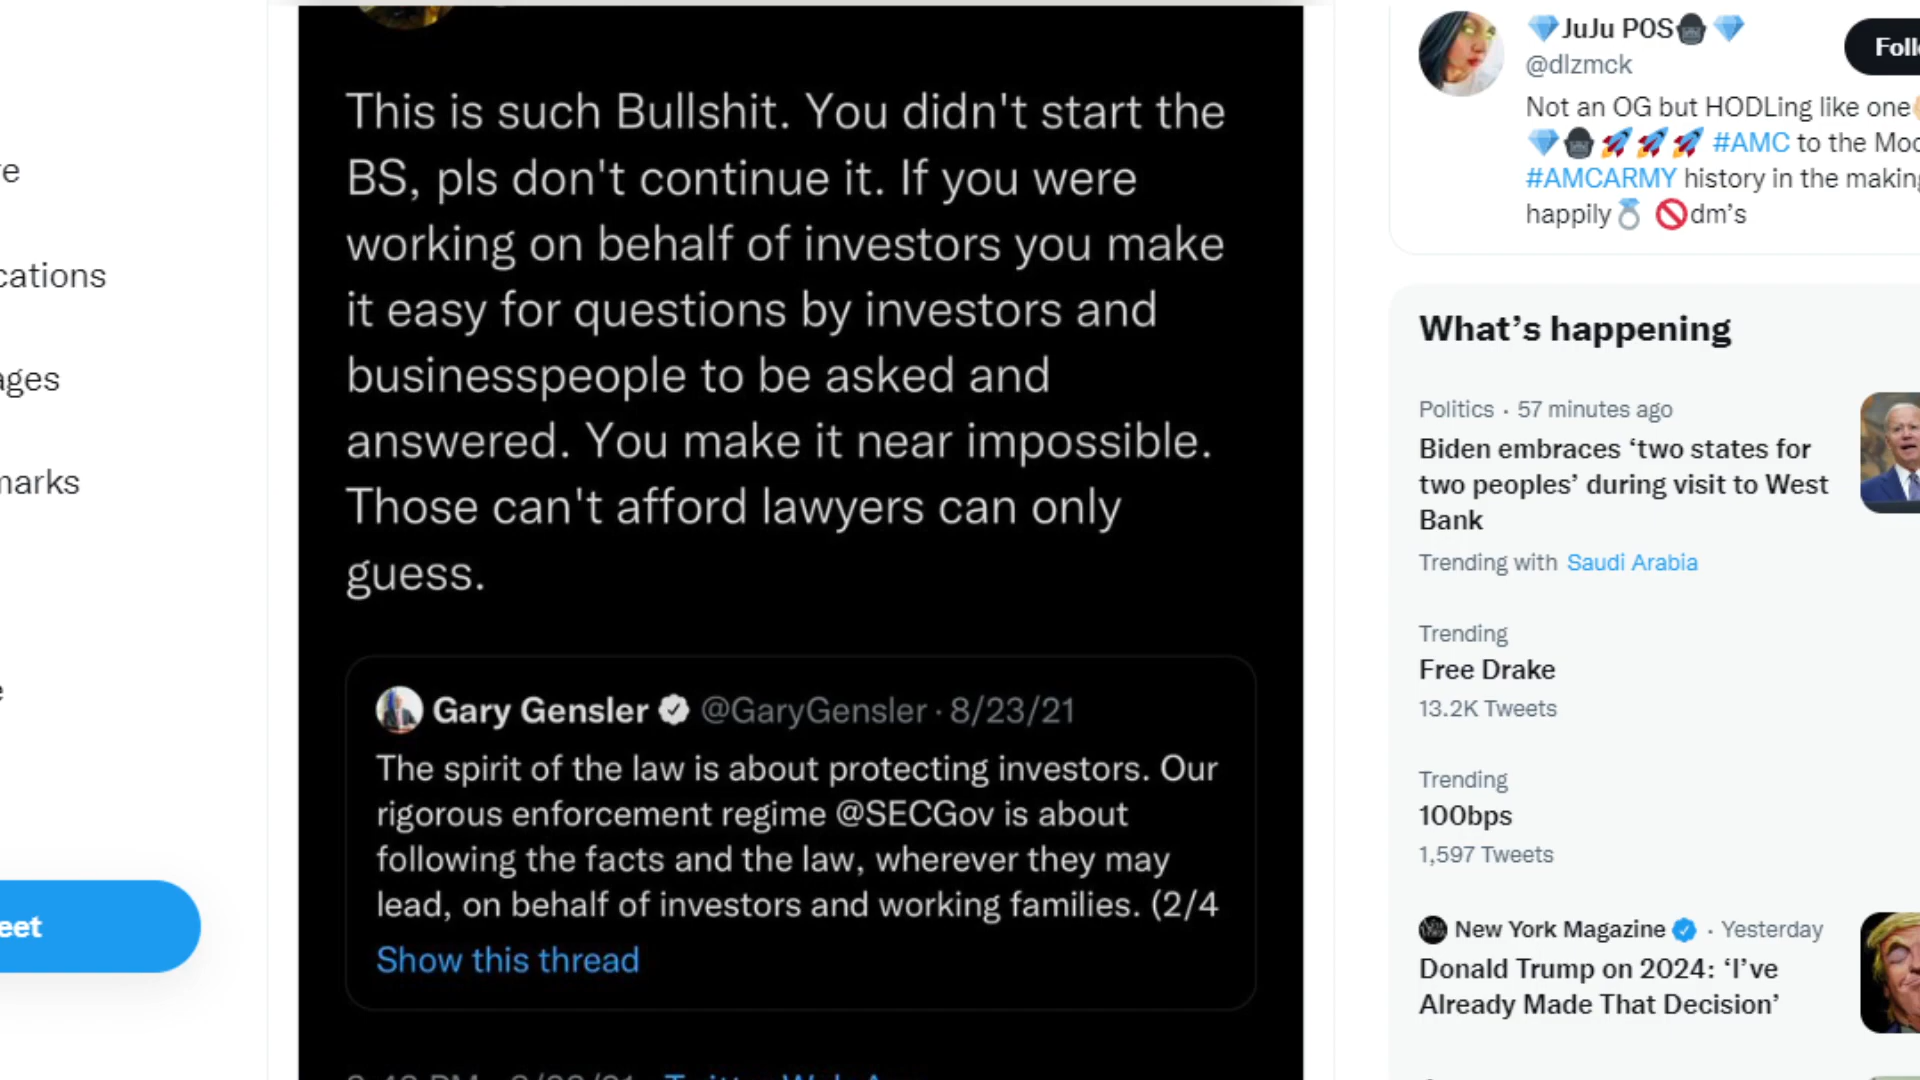 This is such Bullshit. You didn't start the
BS, pls don't continue it. If you were
working on behalf of investors you make
it easy for questions by investors and
businesspeople to be asked and
answered. You make it near impossible.
Those can't afford lawyers can only
guess.
Gary Gensler @GaryGensler · 8/23/21
The spirit of the law is about protecting investors. Our
rigorous enforcement regime @SECGov is about
following the facts and the law, wherever they may
lead, on behalf of investors and working families. (2/4
Show this thread
cations
ages
marks
eet
JuJu POS
@dlzmck
Foll
Not an OG but HODLing like one
#AMC to the Moo
#AMCARMY history in the making
happily 🚫dm's
What's happening
Politics · 57 minutes ago
Biden embraces 'two states for
two peoples' during visit to West
Bank
Trending with Saudi Arabia
Trending
Free Drake
13.2K Tweets
Trending
100bps
1,597 Tweets
New York Magazine · Yesterday
Donald Trump on 2024: 'I've
Already Made That Decision'